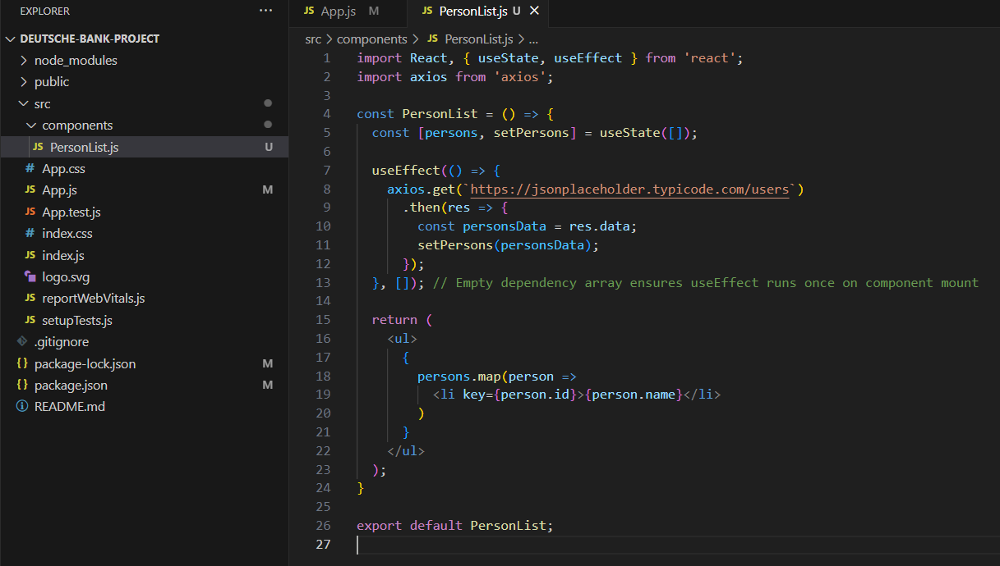 EXPLORER ...
DEUTSCHE-BANK-PROJECT
node_modules
public
src
components
JS PersonList.js U
# App.css
JS App.js M
JS App.test.js
# index.css
JS index.js
logo.svg
JS reportWebVitals.js
JS setupTests.js
.gitignore
{} package-lock.json M
{} package.json M
README.md
JS App.js M JS PersonList.js U ×
src > components > JS PersonList.js > ...
1 import React, { useState, useEffect } from 'react';
2 import axios from 'axios';
3
4 const PersonList = () => {
5   const [persons, setPersons] = useState([]);
6
7   useEffect(() => {
8     axios.get(`https://jsonplaceholder.typicode.com/users`)
9       .then(res => {
10         const personsData = res.data;
11         setPersons(personsData);
12       });
13   }, []); // Empty dependency array ensures useEffect runs once on component mount
14
15   return (
16     <ul>
17       {
18         persons.map(person =>
19           <li key={person.id}>{person.name}</li>
20         )
21       }
22     </ul>
23   );
24 }
25
26 export default PersonList;
27